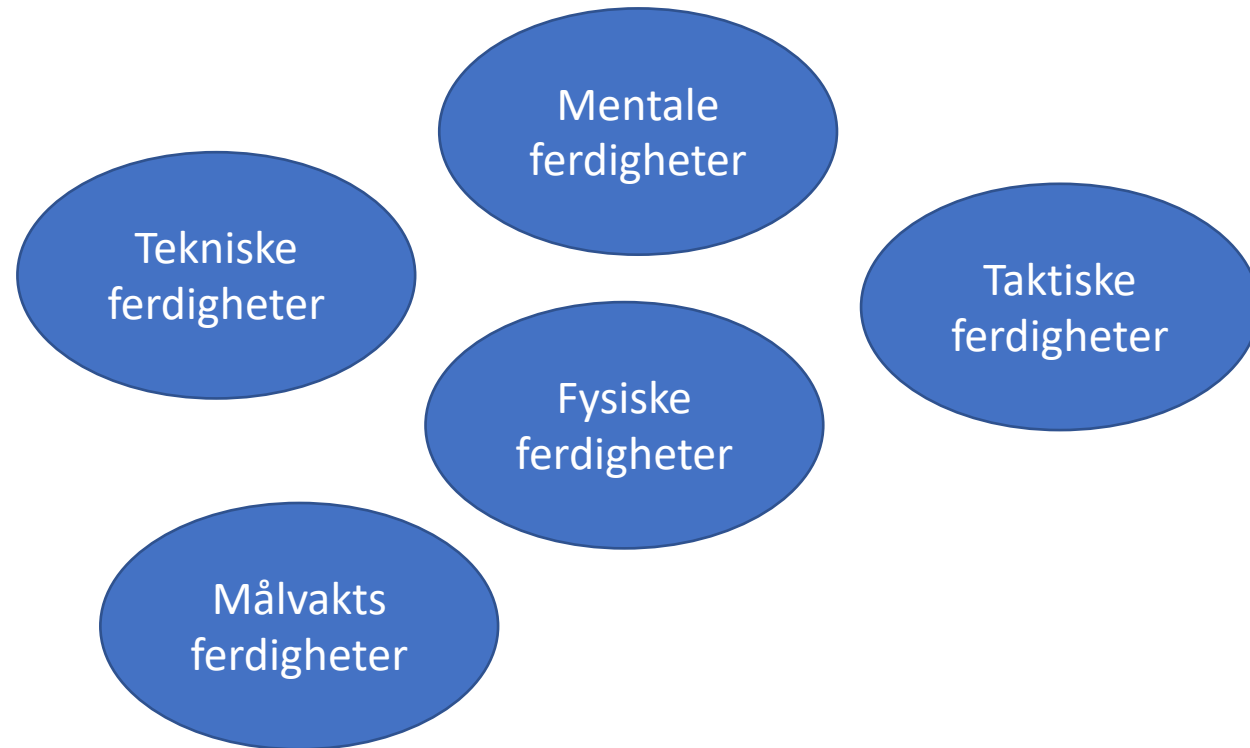 Mentale
ferdigheter
Tekniske
ferdigheter
Taktiske
ferdigheter
Fysiske
ferdigheter
Målvakts
ferdigheter